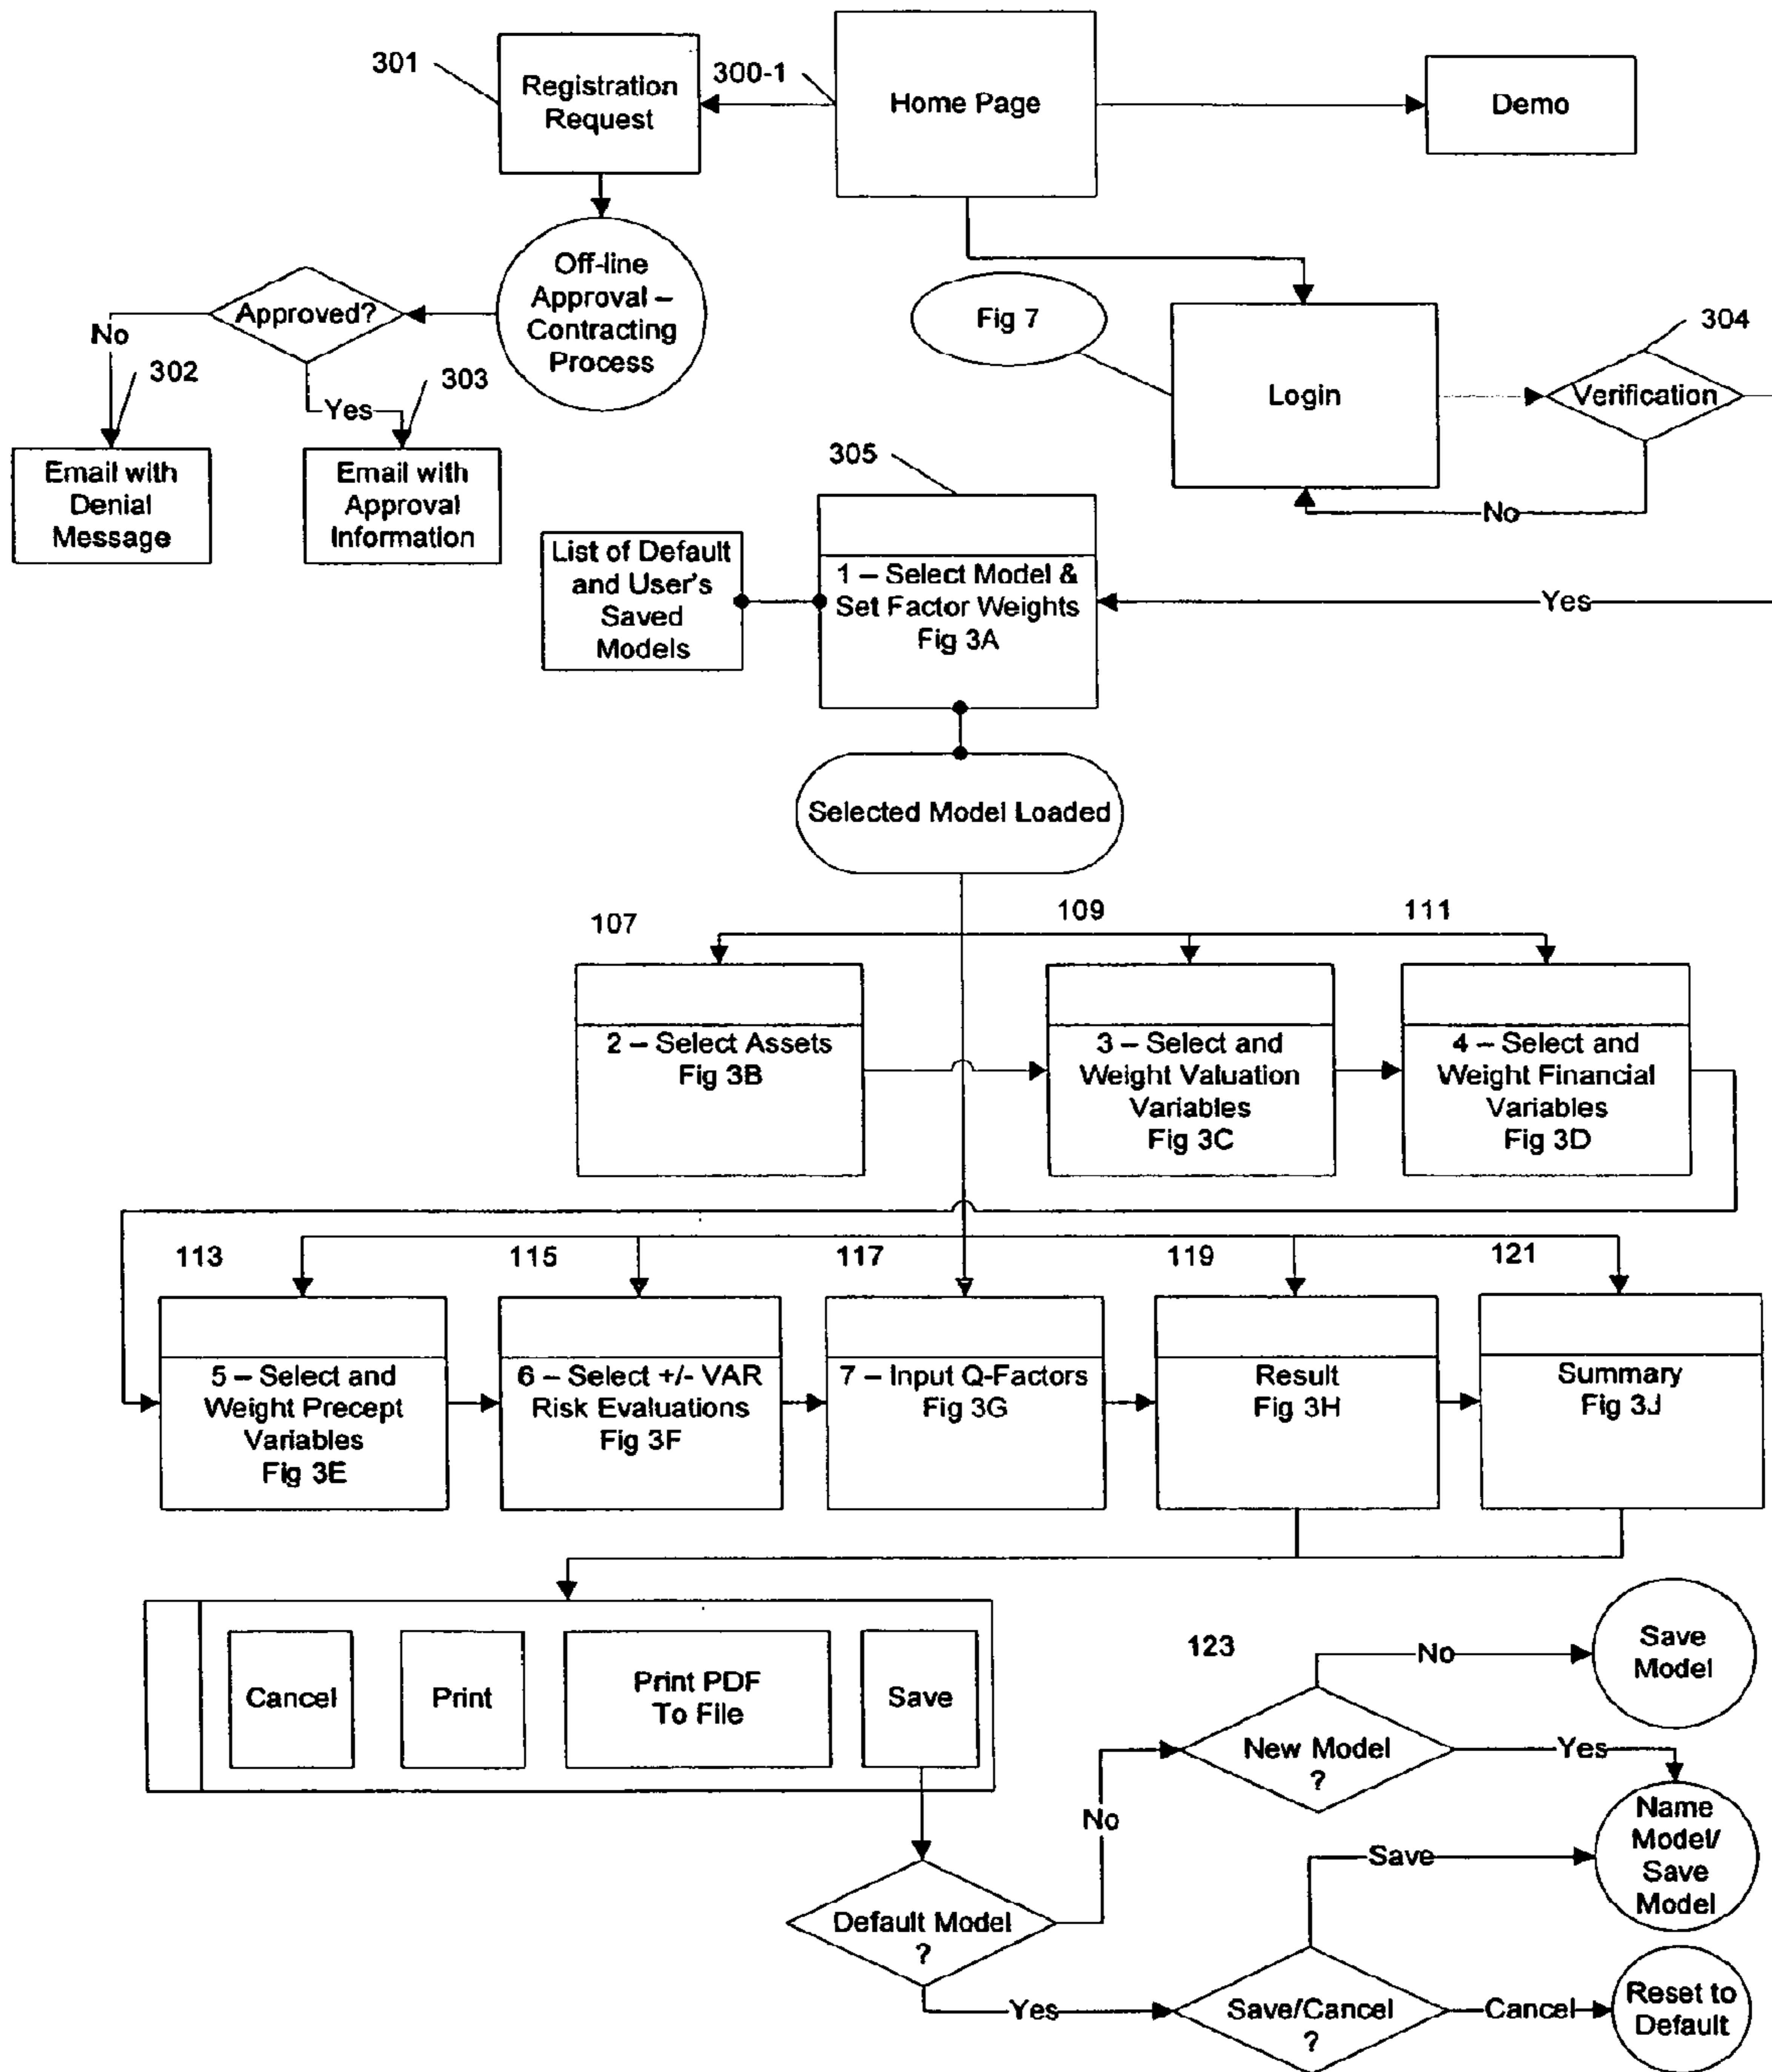 301
Registration
Request
300-1
Home Page
Demo
Off-line
Approval –
Contracting
Process
Approved?
No
302
Yes
303
Email with
Denial
Message
Email with
Approval
Information
Fig 7
Login
304
Verification
No
Yes
305
List of Default
and User's
Saved
Models
1 – Select Model &
Set Factor Weights
Fig 3A
Selected Model Loaded
107
109
111
2 – Select Assets
Fig 3B
3 – Select and
Weight Valuation
Variables
Fig 3C
4 – Select and
Weight Financial
Variables
Fig 3D
113
115
117
119
121
5 – Select and
Weight Precept
Variables
Fig 3E
6 – Select +/- VAR
Risk Evaluations
Fig 3F
7 – Input Q-Factors
Fig 3G
Result
Fig 3H
Summary
Fig 3J
Cancel
Print
Print PDF
To File
Save
123
No
Save
Model
New Model
?
Yes
No
Name
Model/
Save
Model
Save
Default Model
?
Yes
Save/Cancel
?
Cancel
Reset to
Default